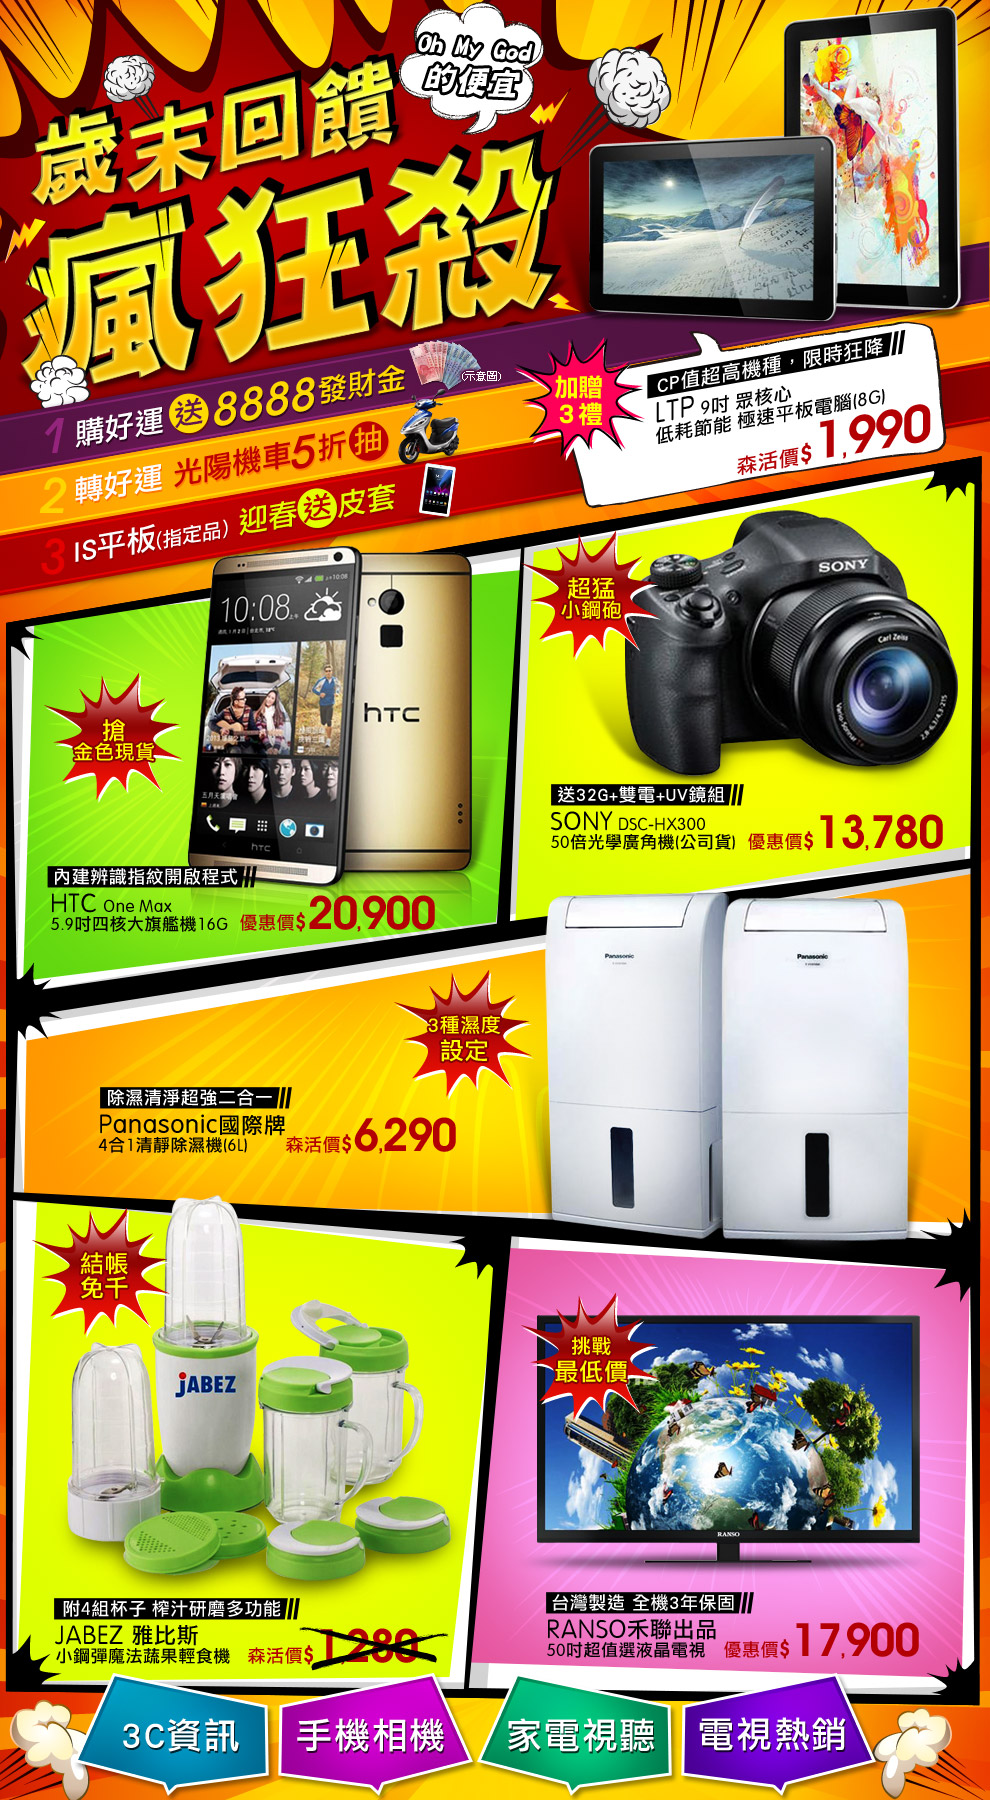 Oh My God
的便宜
歲末回饋
瘋狂殺
1 購好運 送 8888發財金
(示意圖)
2 轉好運 光陽機車5折 抽
3 IS平板(指定品) 迎春送皮套
加贈
3禮
CP值超高機種，限時狂降
LTP 9吋 眾核心
低耗節能 極速平板電腦(8G)
森活價$1,990
10:08
hTC
hTC
搶
金色現貨
內建辨識指紋開啟程式
HTC One Max
5.9吋四核大旗艦機16G 優惠價$20,900
超猛
小鋼砲
SONY
Carl Zeiss
送32G+雙電+UV鏡組
SONY DSC-HX300
50倍光學廣角機(公司貨) 優惠價$13,780
3種濕度
設定
Panasonic
Panasonic
除濕清淨超強二合一
Panasonic國際牌
4合1清靜除濕機(6L) 森活價$6,290
結帳
免千
JABEZ
附4組杯子 榨汁研磨多功能
JABEZ 雅比斯
小鋼彈魔法蔬果輕食機 森活價$1,280
挑戰
最低價
RANSO
台灣製造 全機3年保固
RANSO禾聯出品
50吋超值選液晶電視 優惠價$17,900
3C資訊 手機相機 家電視聽 電視熱銷